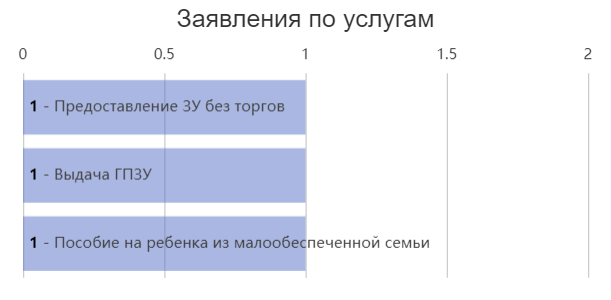 Заявления по услугам
0 0.5 1 1.5 2
1 - Предоставление ЗУ без торгов
1 - Выдача ГПЗУ
1 - Пособие на ребенка из малообеспеченной семьи